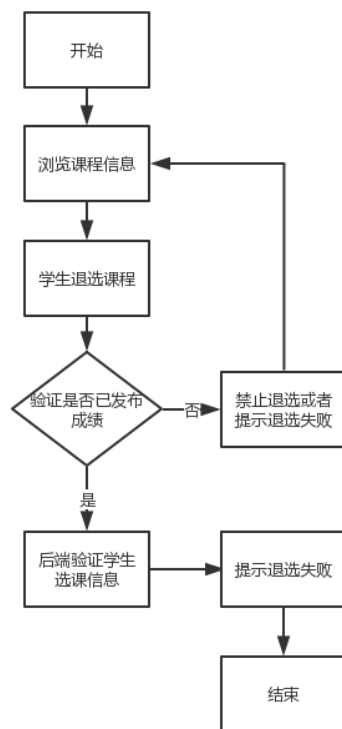 开始
浏览课程信息
学生退选课程
验证是否已发布
成绩
否
禁止退选或者
提示退选失败
是
后端验证学生
选课信息
提示退选失败
结束